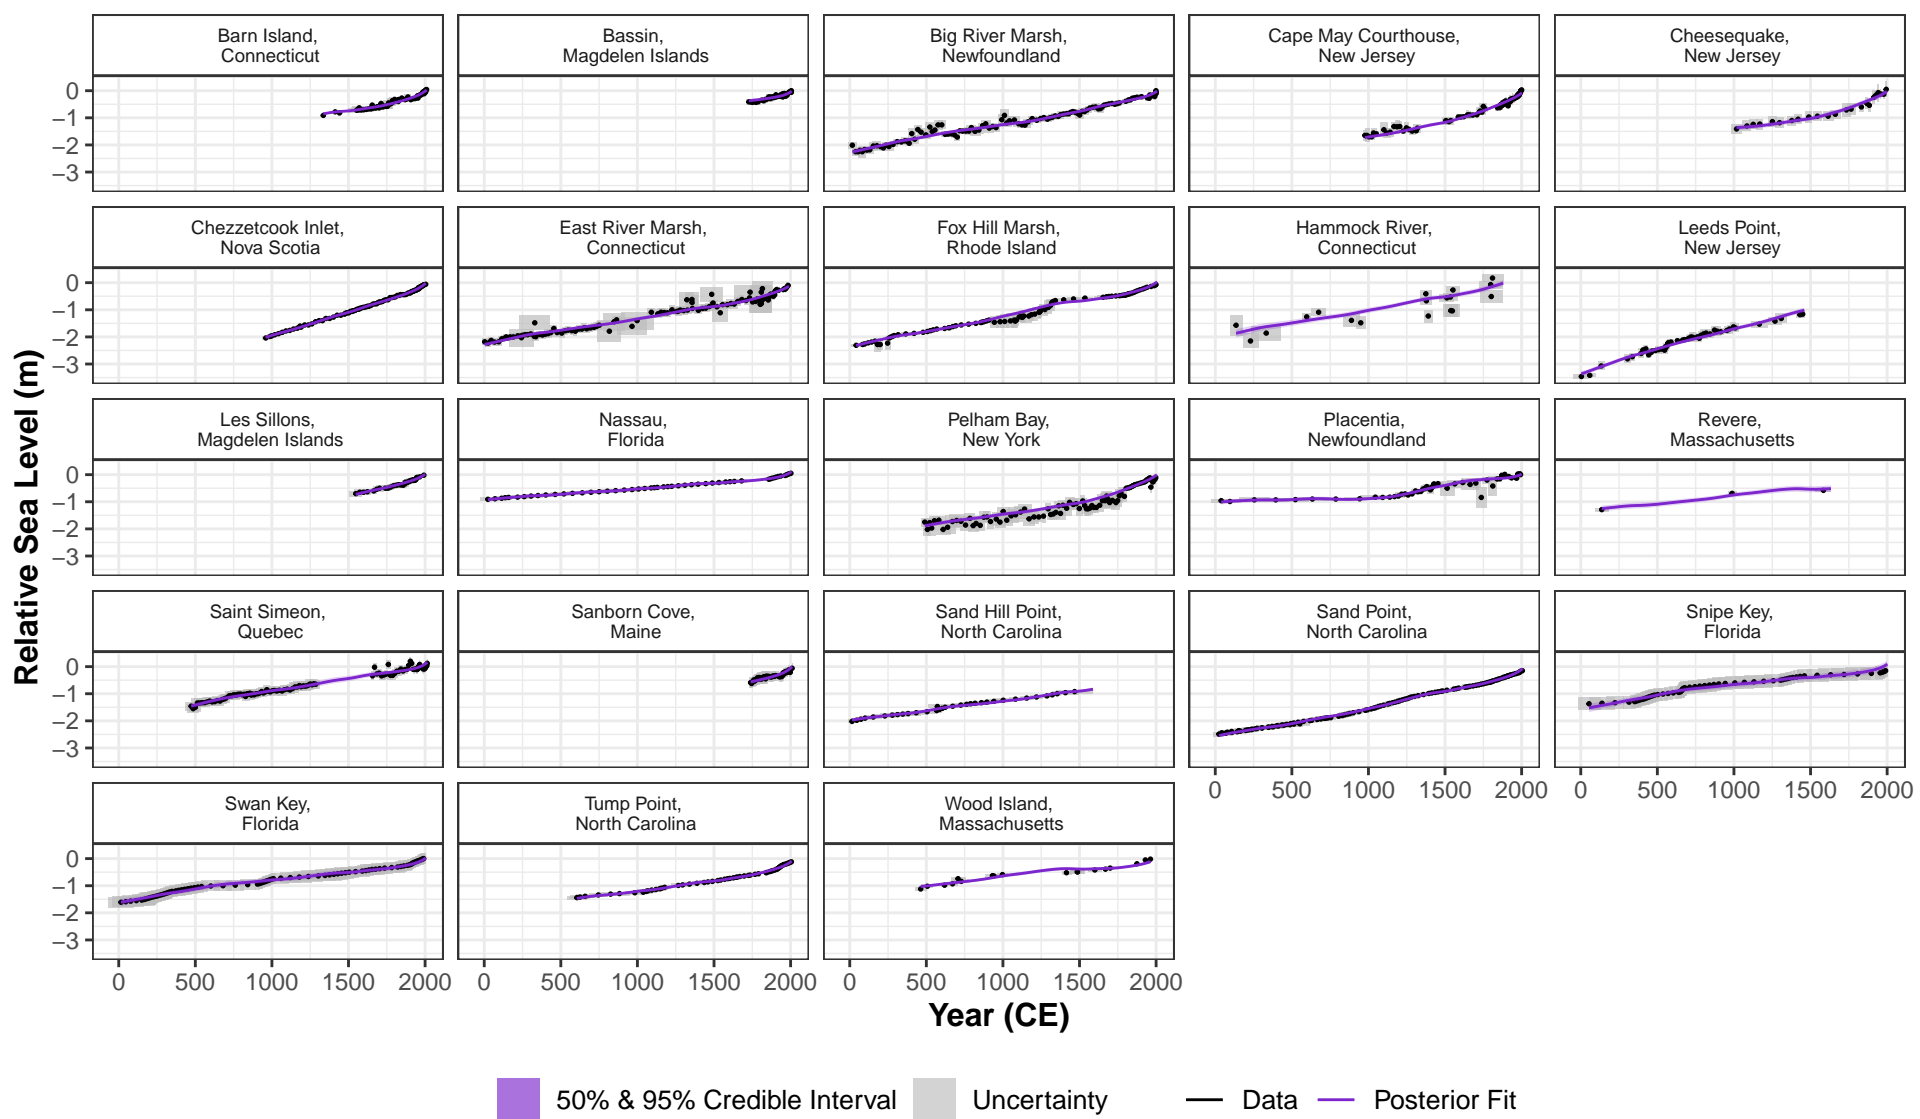 Barn Island,
Connecticut
Bassin,
Magdelen Islands
Big River Marsh,
Newfoundland
Cape May Courthouse,
New Jersey
Cheesequake,
New Jersey
0
−1
−2
−3
Chezzetcook Inlet,
Nova Scotia
East River Marsh,
Connecticut
Fox Hill Marsh,
Rhode Island
Hammock River,
Connecticut
Leeds Point,
New Jersey
0
−1
−2
−3
Les Sillons,
Magdelen Islands
Nassau,
Florida
Pelham Bay,
New York
Placentia,
Newfoundland
Revere,
Massachusetts
0
−1
−2
−3
Saint Simeon,
Quebec
Sanborn Cove,
Maine
Sand Hill Point,
North Carolina
Sand Point,
North Carolina
Snipe Key,
Florida
0
−1
−2
−3
0 500 1000 1500 2000
0 500 1000 1500 2000
Swan Key,
Florida
Tump Point,
North Carolina
Wood Island,
Massachusetts
0
−1
−2
−3
0 500 1000 1500 2000
0 500 1000 1500 2000
0 500 1000 1500 2000
Relative Sea Level (m)
Year (CE)
50% & 95% Credible Interval
Uncertainty
Data
Posterior Fit